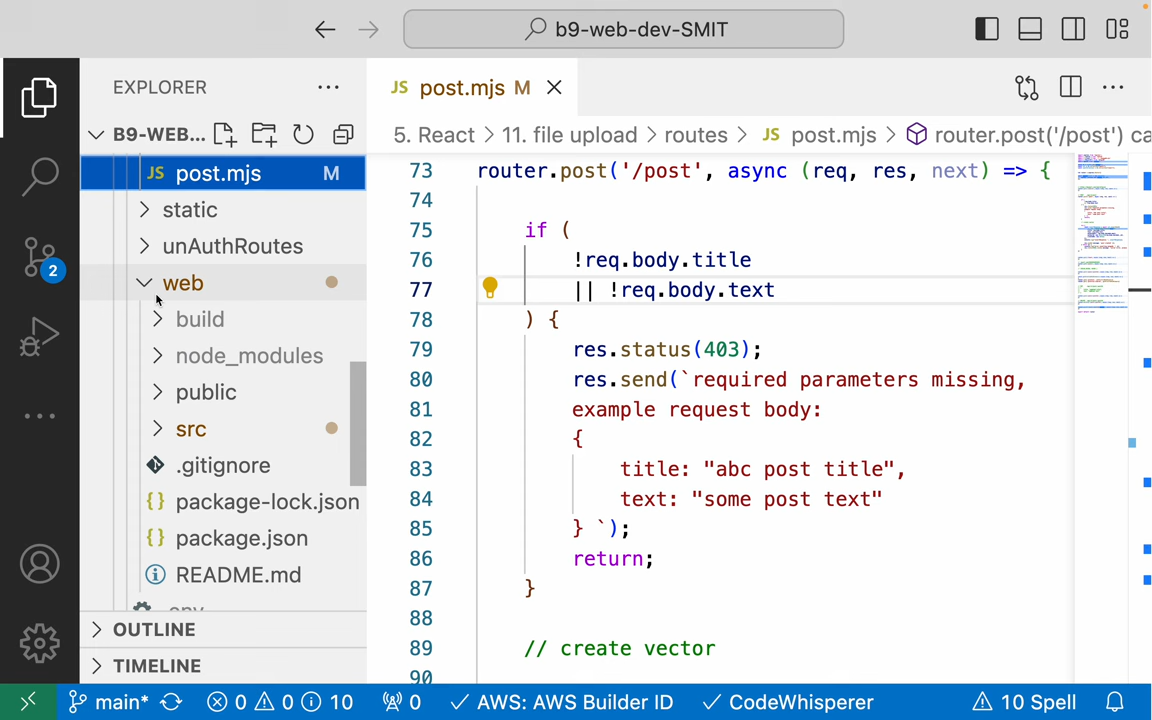 b9-web-dev-SMIT
EXPLORER
B9-WEB...
JS post.mjs M
static
unAuthRoutes
web
build
node_modules
public
src
.gitignore
{} package-lock.json
{} package.json
README.md
.env
OUTLINE
TIMELINE
JS post.mjs M
5. React > 11. file upload > routes > JS post.mjs > router.post('/post') ca
73 router.post('/post', async (req, res, next) => {
74
75 if (
76 !req.body.title
77 || !req.body.text
78 ) {
79 res.status(403);
80 res.send(`required parameters missing,
81 example request body:
82 {
83 title: "abc post title",
84 text: "some post text"
85 } `);
86 return;
87 }
88
89 // create vector
90
2
main* 0 0 10 0 AWS: AWS Builder ID CodeWhisperer 10 Spell